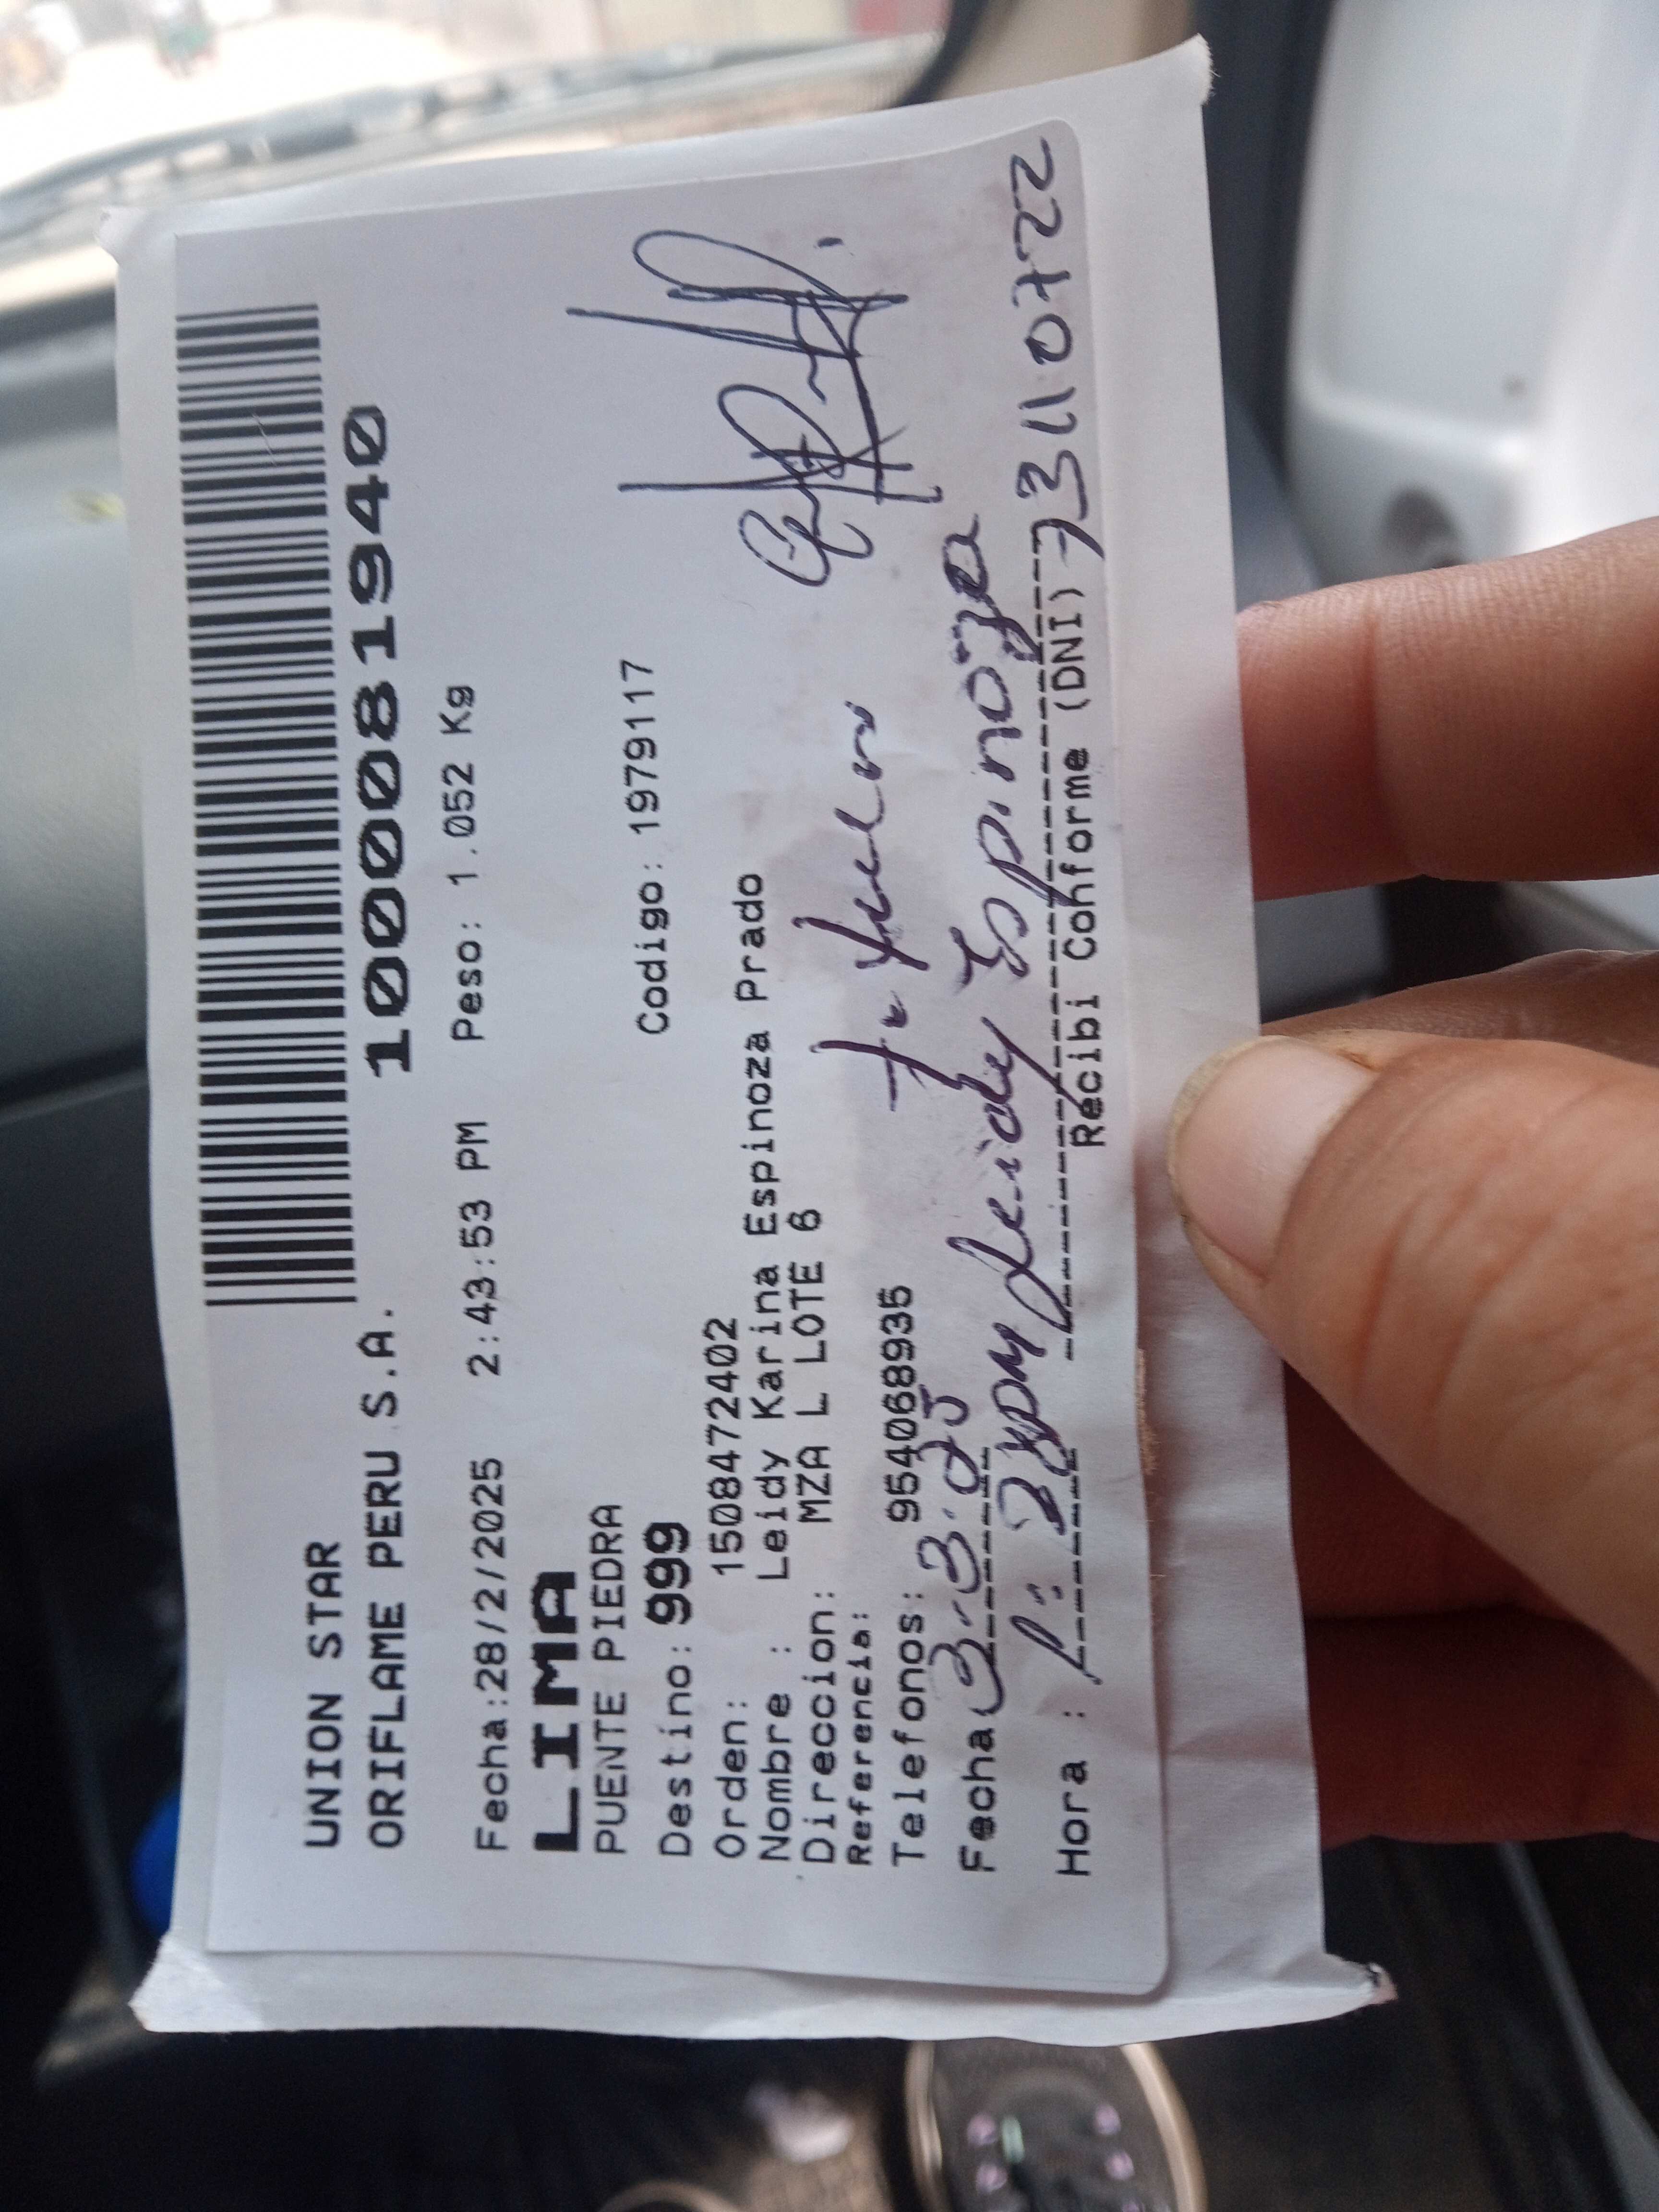 UNION STAR
ORIFLAME PERU S.A.
1000081940
Fecha:28/2/2025 2:43:53 PM Peso: 1.052 Kg
LIMA
PUENTE PIEDRA
Destino: 999 Codigo: 1979117
Orden: 1508472402
Nombre : Leidy Karina Espinoza Prado
Direccion: MZA L LOTE 6
Referencia:
Telefonos: 954068935
Fecha 3-3-25
Hora : Leidy Espinoza 73110722
Recibi Conforme (DNI)